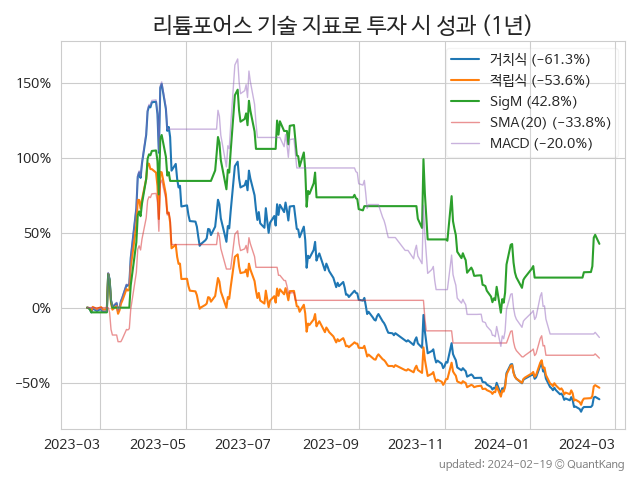 리튬포어스 기술 지표로 투자 시 성과 (1년)
거치식 (−61.3%)
적립식 (−53.6%)
SigM (42.8%)
SMA(20) (−33.8%)
MACD (−20.0%)
150%
100%
50%
0%
−50%
2023-03 2023-05 2023-07 2023-09 2023-11 2024-01 2024-03
updated: 2024-02-19 @ QuantKang